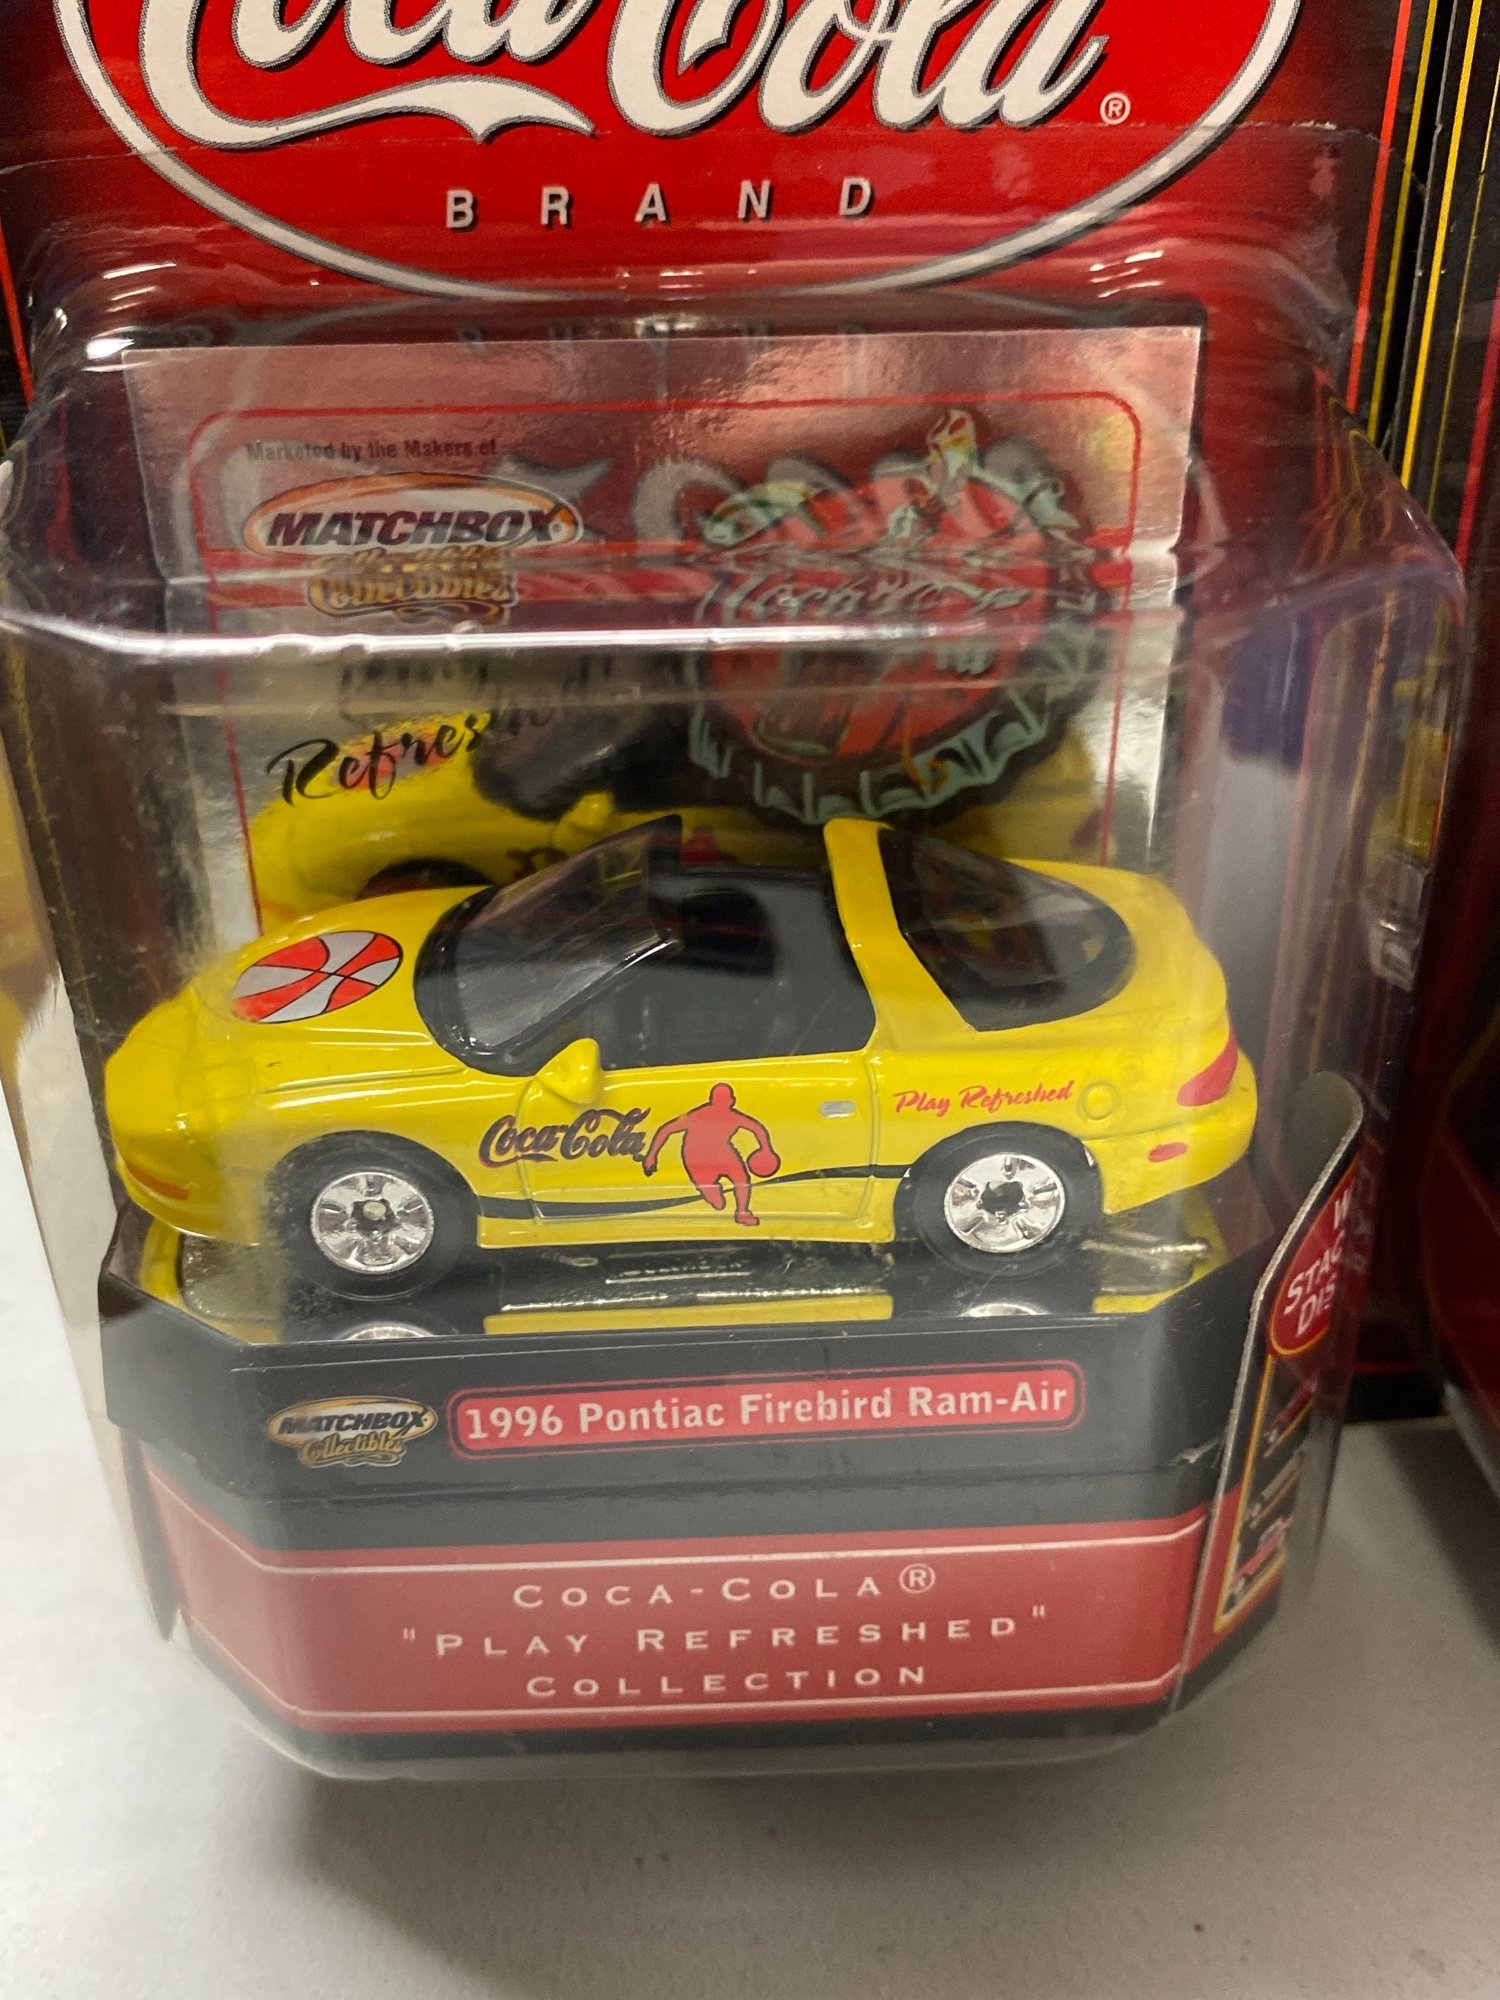 Coca-Cola ®
BRAND
Marketed by the Makers of
MATCHBOX
Collectibles
Refreshed
Coca-Cola
Play Refreshed
MATCHBOX
Collectibles
1996 Pontiac Firebird Ram-Air
COCA-COLA®
"PLAY REFRESHED"
COLLECTION